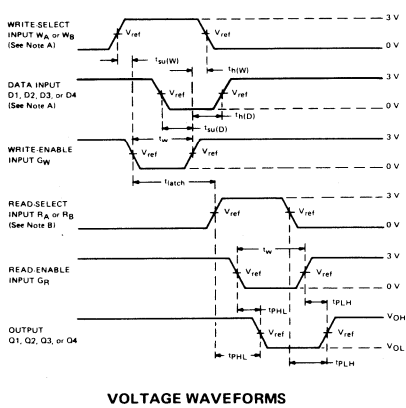 WRITE-SELECT
INPUT WA or WB
(See Note A)
Vref
Vref
3 V
0 V
tsu(W)
th(W)
DATA INPUT
D1, D2, D3, or D4
(See Note A)
Vref
Vref
3 V
0 V
th(D)
tsu(D)
tw
WRITE-ENABLE
INPUT GW
Vref
Vref
3 V
0 V
tlatch
READ-SELECT
INPUT RA or RB
(See Note B)
Vref
Vref
3 V
0 V
tw
READ-ENABLE
INPUT GR
Vref
Vref
3 V
0 V
tPHL
tPLH
OUTPUT
Q1, Q2, Q3, or Q4
Vref
Vref
VOH
VOL
tPHL
tPLH
VOLTAGE WAVEFORMS